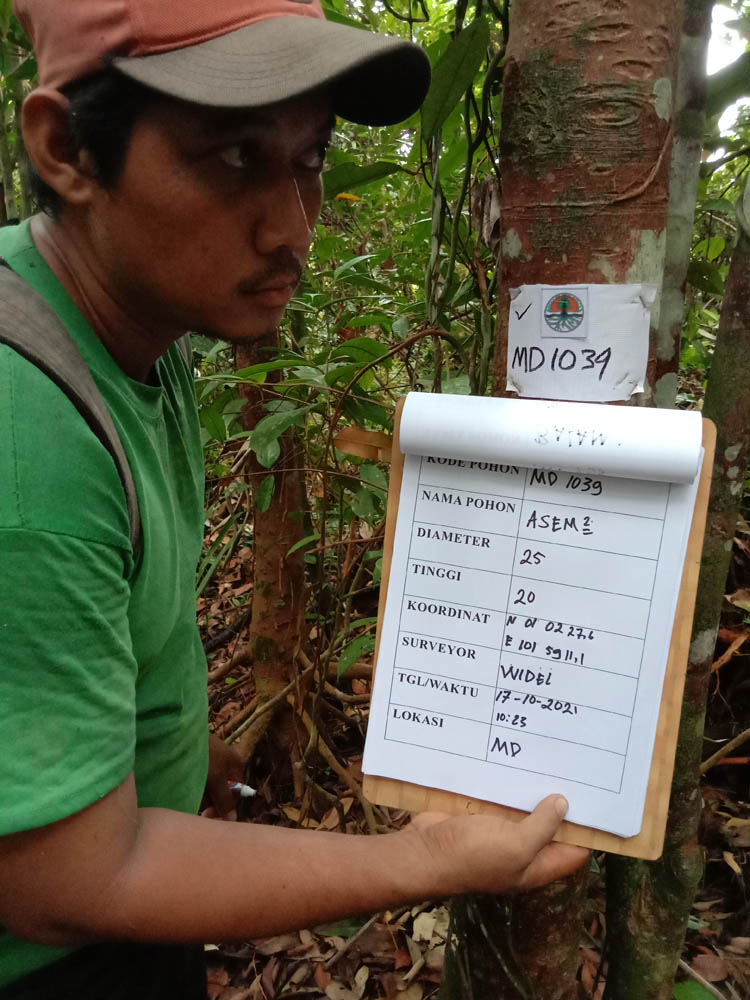 ✓
MD 1039
KODE POHON MD 1039
NAMA POHON ASEM2
DIAMETER 25
TINGGI 20
KOORDINAT N 01 02 27,6
E 101 59 11,1
SURVEYOR WIDEL
TGL/WAKTU 17-10-2021
10:23
LOKASI MD